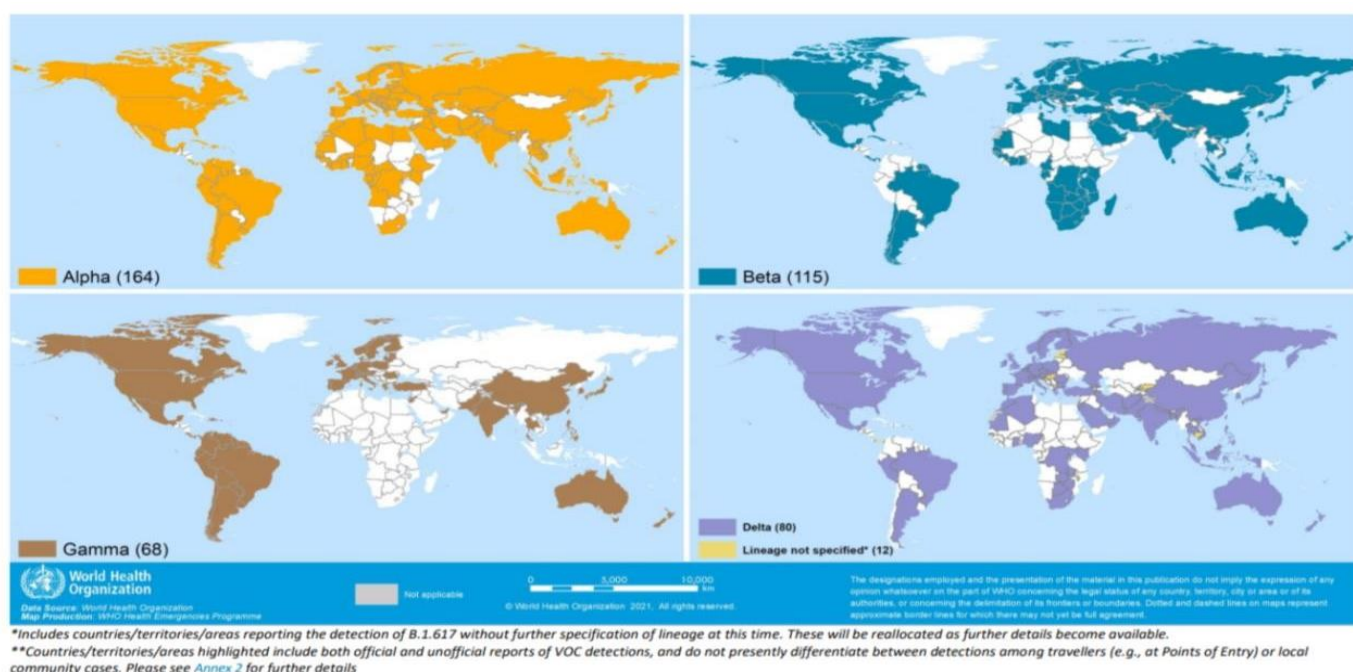 Alpha (164)
Beta (115)
Gamma (68)
Delta (80)
Lineage not specified* (12)
World Health
Organization
Data Source: World Health Organization
Map Production: WHO Health Emergencies Programme
Not applicable
0 3,000 10,000
km
© World Health Organization 2021. All rights reserved.
The designations employed and the presentation of the material in this publication do not imply the expression of any
opinion whatsoever on the part of WHO concerning the legal status of any country, territory, city or area or of its
authorities, or concerning the delimitation of its frontiers or boundaries. Dotted and dashed lines on maps represent
approximate border lines for which there may not yet be full agreement.
*Includes countries/territories/areas reporting the detection of B.1.617 without further specification of lineage at this time. These will be reallocated as further details become available.
**Countries/territories/areas highlighted include both official and unofficial reports of VOC detections, and do not presently differentiate between detections among travellers (e.g., at Points of Entry) or local
community cases. Please see Annex 2 for further details